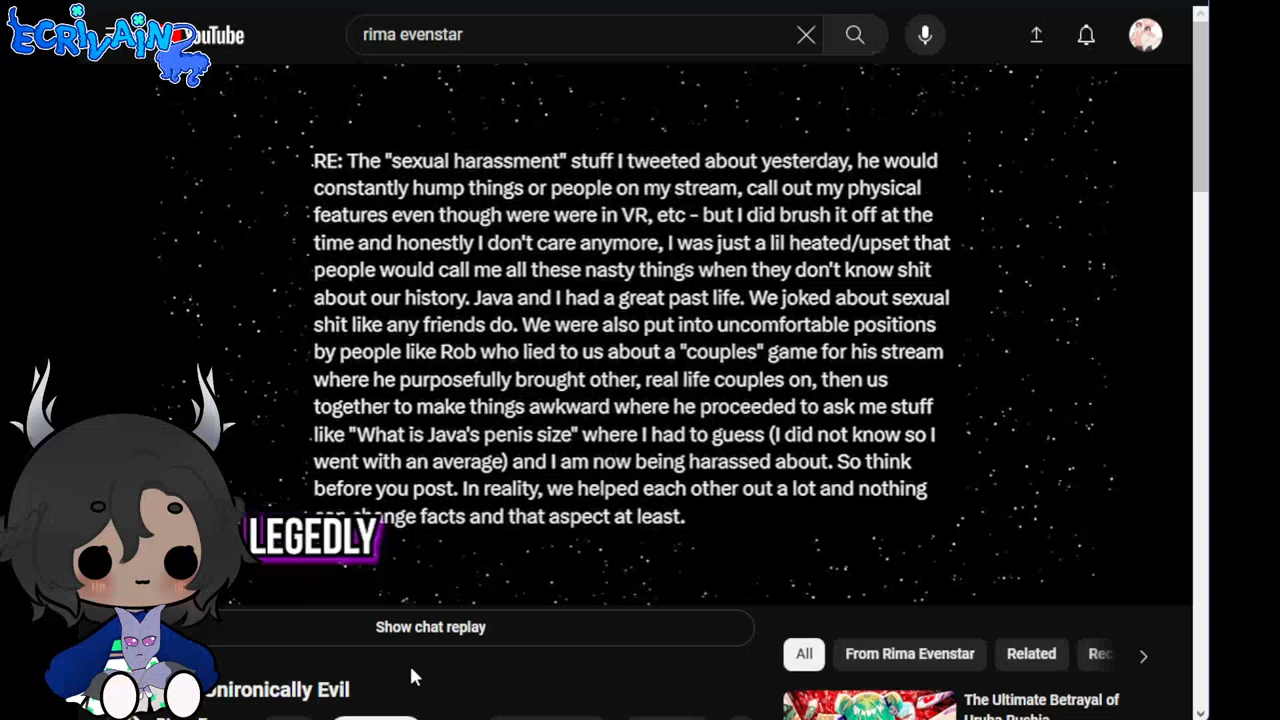 ECRIVAIN
YouTube
rima evenstar
RE: The "sexual harassment" stuff I tweeted about yesterday, he would
constantly hump things or people on my stream, call out my physical
features even though were were in VR, etc - but I did brush it off at the
time and honestly I don't care anymore, I was just a lil heated/upset that
people would call me all these nasty things when they don't know shit
about our history. Java and I had a great past life. We joked about sexual
shit like any friends do. We were also put into uncomfortable positions
by people like Rob who lied to us about a "couples" game for his stream
where he purposefully brought other, real life couples on, then us
together to make things awkward where he proceeded to ask me stuff
like "What is Java's penis size" where I had to guess (I did not know so I
went with an average) and I am now being harassed about. So think
before you post. In reality, we helped each other out a lot and nothing
can change facts and that aspect at least.
LEGEDLY
Show chat replay
All
From Rima Evenstar
Related
Rec
Unironically Evil
The Ultimate Betrayal of
Uruha Rushia